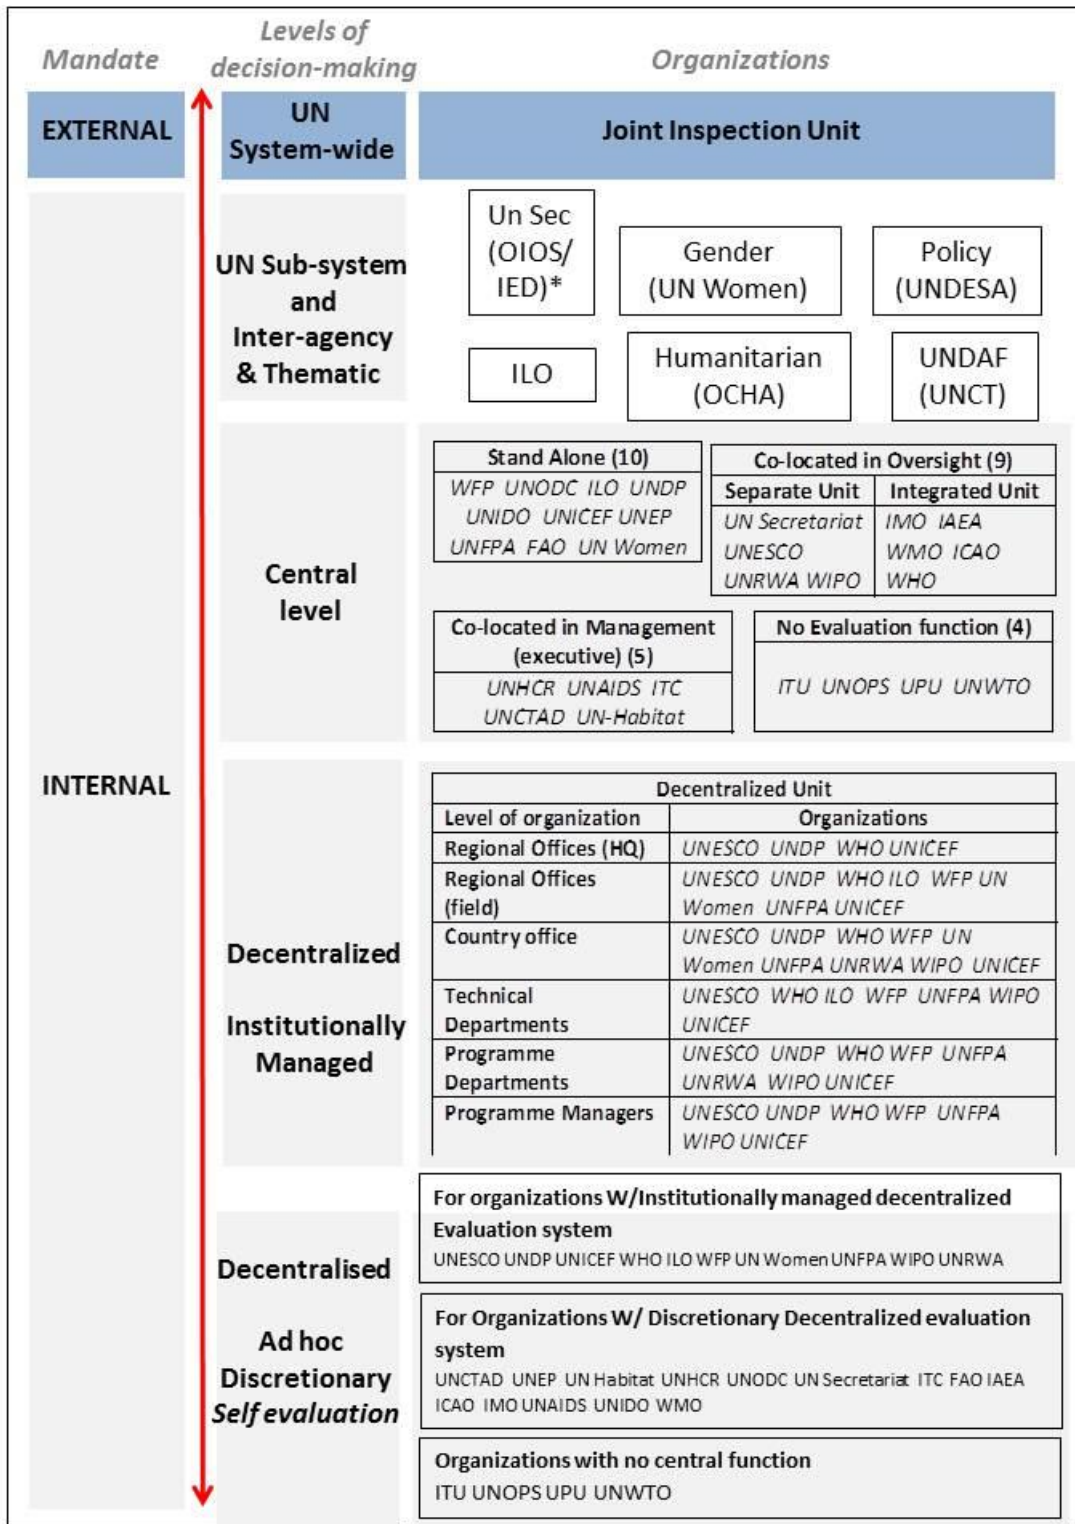 Mandate
Levels of
decision-making
Organizations
EXTERNAL
UN
System-wide
Joint Inspection Unit
INTERNAL
UN Sub-system
and
Inter-agency
& Thematic
Un Sec
(OIOS/
IED)*
Gender
(UN Women)
Policy
(UNDESA)
ILO
Humanitarian
(OCHA)
UNDAF
(UNCT)
Central
level
Stand Alone (10)
WFP UNODC ILO UNDP
UNIDO UNICEF UNEP
UNFPA FAO UN Women
Co-located in Oversight (9)
Separate Unit
UN Secretariat
UNESCO
UNRWA WIPO
Integrated Unit
IMO IAEA
WMO ICAO
WHO
Co-located in Management
(executive) (5)
UNHCR UNAIDS ITC
UNCTAD UN-Habitat
No Evaluation function (4)
ITU UNOPS UPU UNWTO
Decentralized
Institutionally
Managed
Decentralized Unit
Level of organization
Organizations
Regional Offices (HQ)
UNESCO UNDP WHO UNICEF
Regional Offices
(field)
UNESCO UNDP WHO ILO WFP UN
Women UNFPA UNICEF
Country office
UNESCO UNDP WHO WFP UN
Women UNFPA UNRWA WIPO UNICEF
Technical
Departments
UNESCO WHO ILO WFP UNFPA WIPO
UNICEF
Programme
Departments
UNESCO UNDP WHO WFP UNFPA
UNRWA WIPO UNICEF
Programme Managers
UNESCO UNDP WHO WFP UNFPA
WIPO UNICEF
Decentralised
Ad hoc
Discretionary
Self evaluation
For organizations W/Institutionally managed decentralized
Evaluation system
UNESCO UNDP UNICEF WHO ILO WFP UN Women UNFPA WIPO UNRWA
For Organizations W/ Discretionary Decentralized evaluation
system
UNCTAD UNEP UN Habitat UNHCR UNODC UN Secretariat ITC FAO IAEA
ICAO IMO UNAIDS UNIDO WMO
Organizations with no central function
ITU UNOPS UPU UNWTO